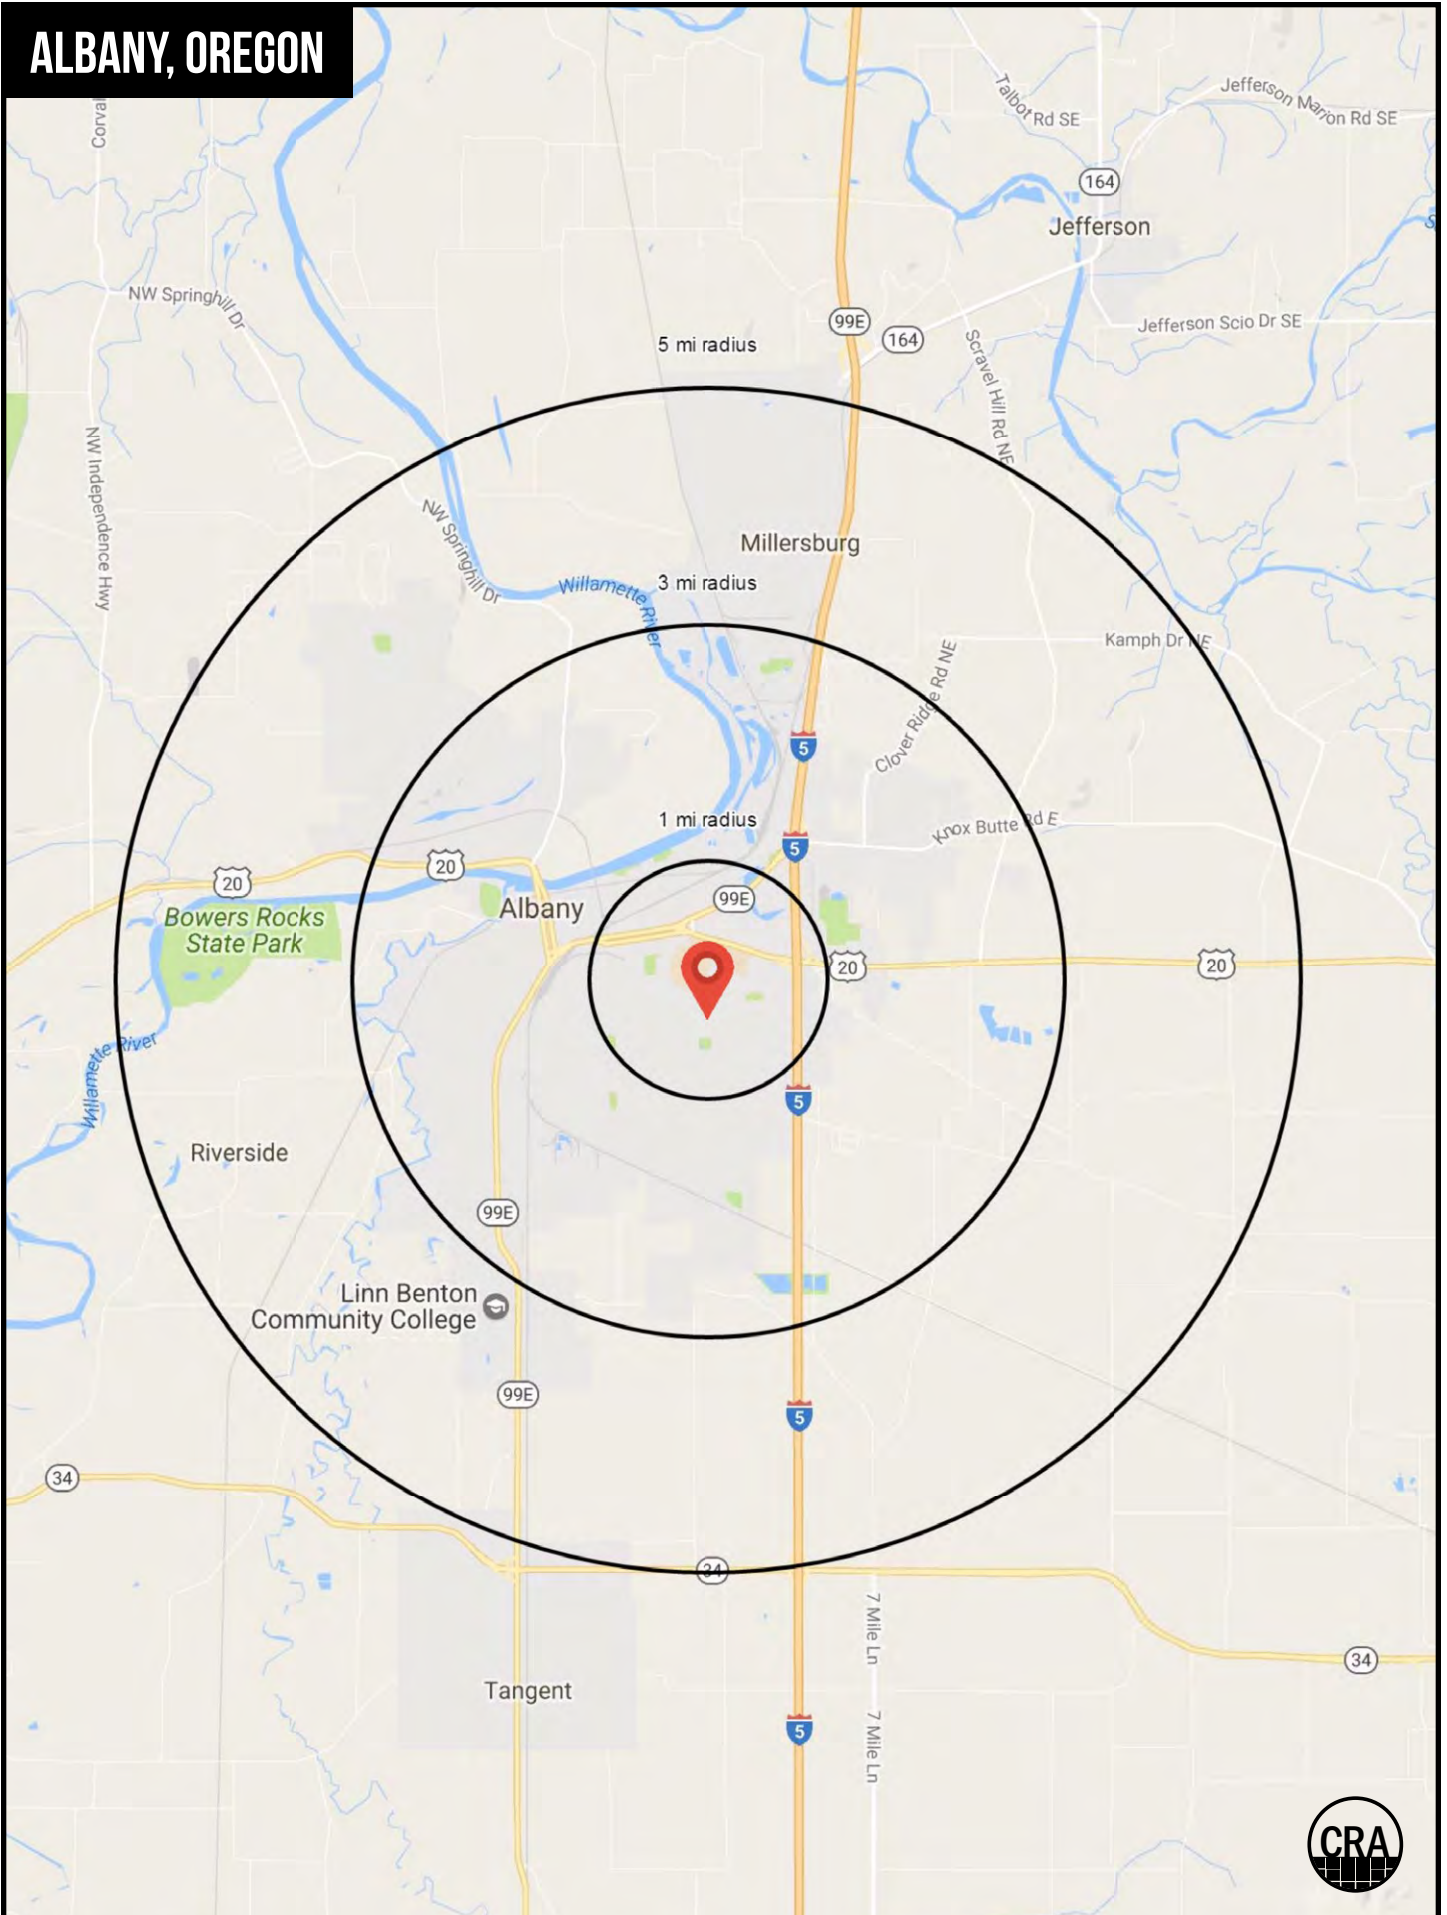 ALBANY, OREGON
Corval
Talbot Rd SE
Jefferson Marion Rd SE
164
Jefferson
S
NW Springhill Dr
99E
164
Jefferson Scio Dr SE
5 mi radius
Scravel Hill Rd NE
NW Independence Hwy
NW Springhill Dr
Millersburg
Willamette River
3 mi radius
Kamph Dr NE
Clover Ridge Rd NE
5
1 mi radius
Knox Butte Rd E
5
20
20
99E
Albany
Bowers Rocks
State Park
20
20
Willamette River
5
Riverside
99E
Linn Benton
Community College
99E
5
34
34
7 Mile Ln
34
Tangent
5
7 Mile Ln
CRA